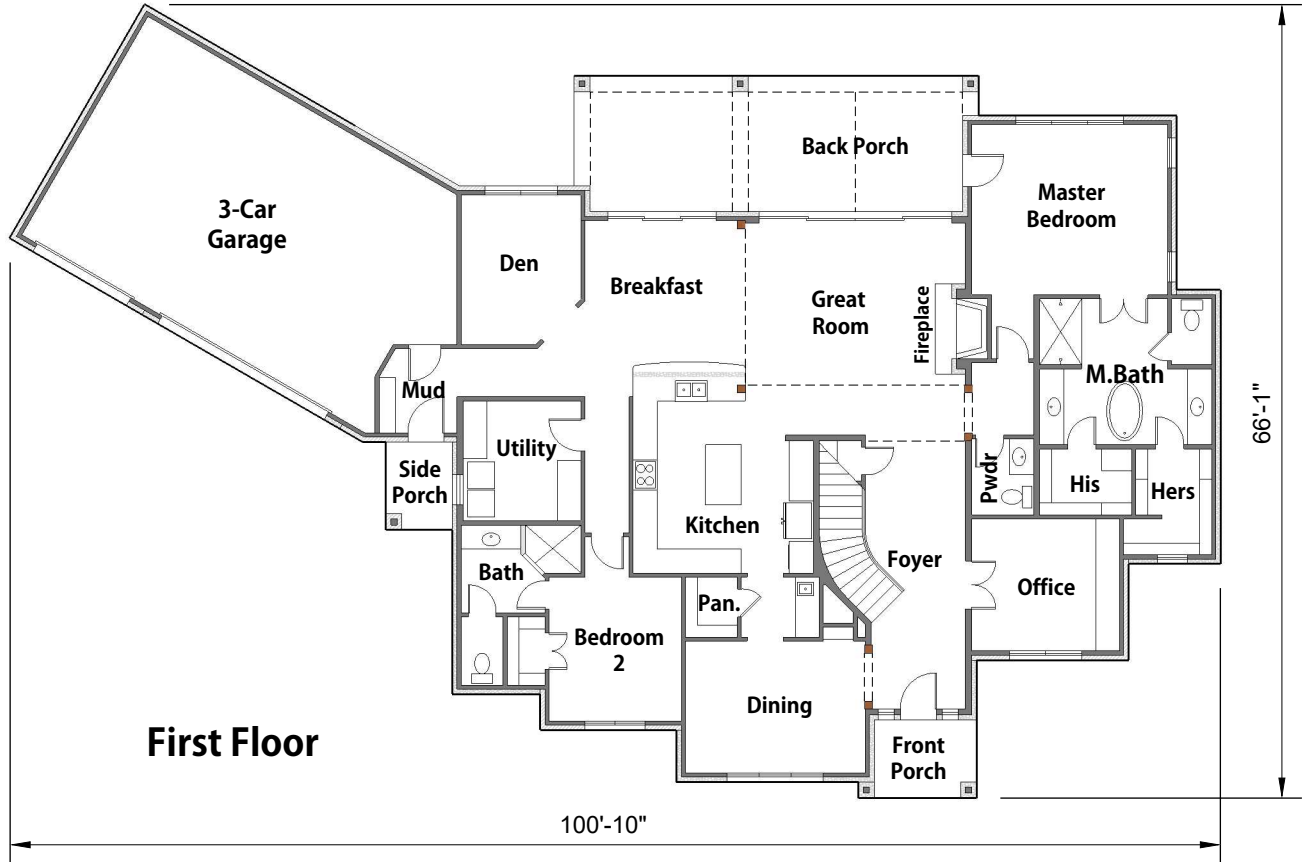 Back Porch
3-Car
Garage
Master
Bedroom
Den
Breakfast
Great
Room
Fireplace
Mud
M.Bath
66'-1"
Utility
Side
Porch
Pwdr
His
Hers
Kitchen
Foyer
Bath
Office
Pan.
Bedroom
2
Dining
First Floor
Front
Porch
100'-10"